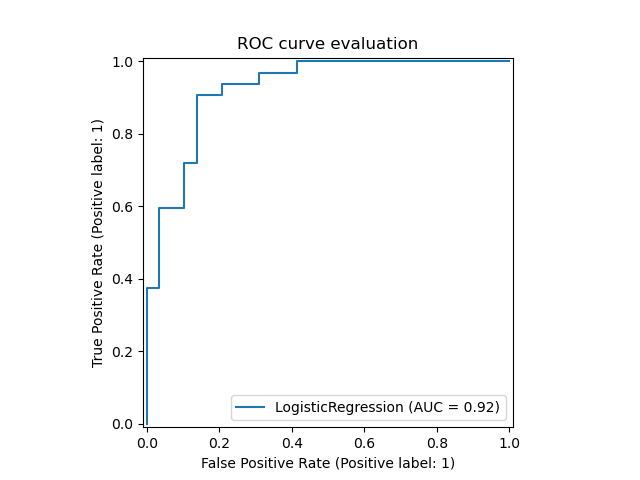 ROC curve evaluation
1.0
0.8
0.6
0.4
0.2
0.0
True Positive Rate (Positive label: 1)
LogisticRegression (AUC = 0.92)
0.0 0.2 0.4 0.6 0.8 1.0
False Positive Rate (Positive label: 1)